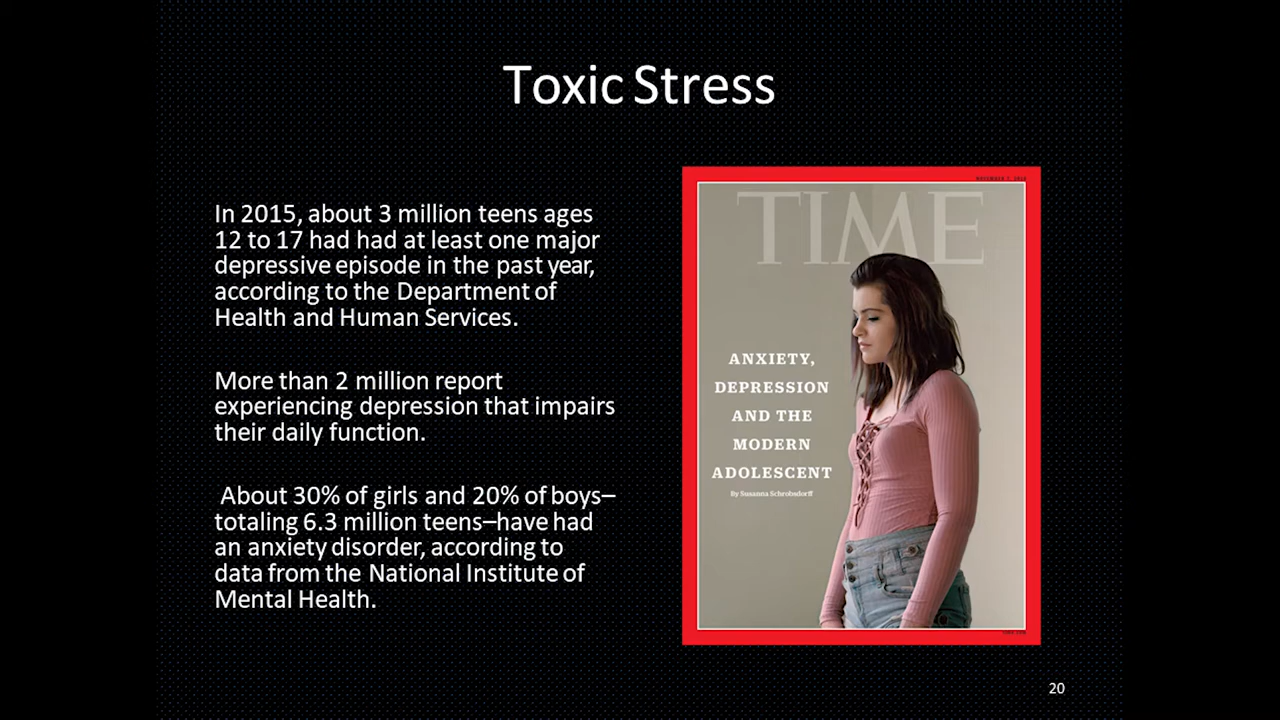 Toxic Stress
In 2015, about 3 million teens ages
12 to 17 had had at least one major
depressive episode in the past year,
according to the Department of
Health and Human Services.
More than 2 million report
experiencing depression that impairs
their daily function.
About 30% of girls and 20% of boys–
totaling 6.3 million teens–have had
an anxiety disorder, according to
data from the National Institute of
Mental Health.
TIME
ANXIETY,
DEPRESSION
AND THE
MODERN
ADOLESCENT
By Susanna Schrobsdorff
20